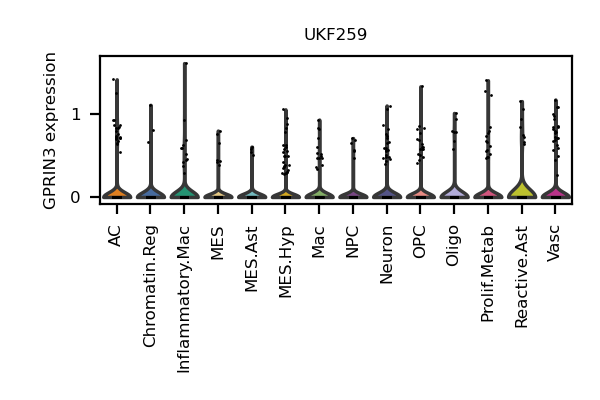 UKF259
GPRIN3 expression
1
0
AC
Chromatin.Reg
Inflammatory.Mac
MES
MES.Ast
MES.Hyp
Mac
NPC
Neuron
OPC
Oligo
Prolif.Metab
Reactive.Ast
Vasc